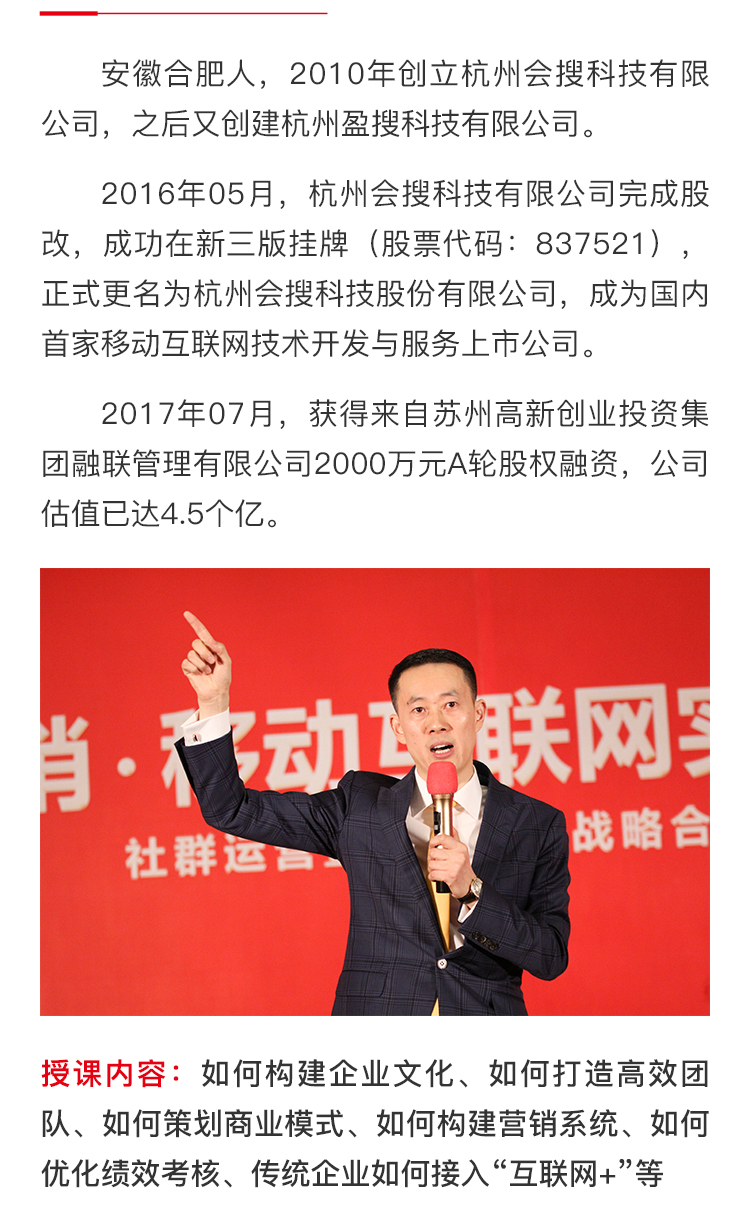 安徽合肥人，2010年创立杭州会搜科技有限
公司，之后又创建杭州盈搜科技有限公司。
2016年05月，杭州会搜科技有限公司完成股
改，成功在新三版挂牌（股票代码：837521），
正式更名为杭州会搜科技股份有限公司，成为国内
首家移动互联网技术开发与服务上市公司。
2017年07月，获得来自苏州高新创业投资集
团融联管理有限公司2000万元A轮股权融资，公司
估值已达4.5个亿。
销·移动互联网实
社群运营 战略合
授课内容：如何构建企业文化、如何打造高效团
队、如何策划商业模式、如何构建营销系统、如何
优化绩效考核、传统企业如何接入“互联网+”等